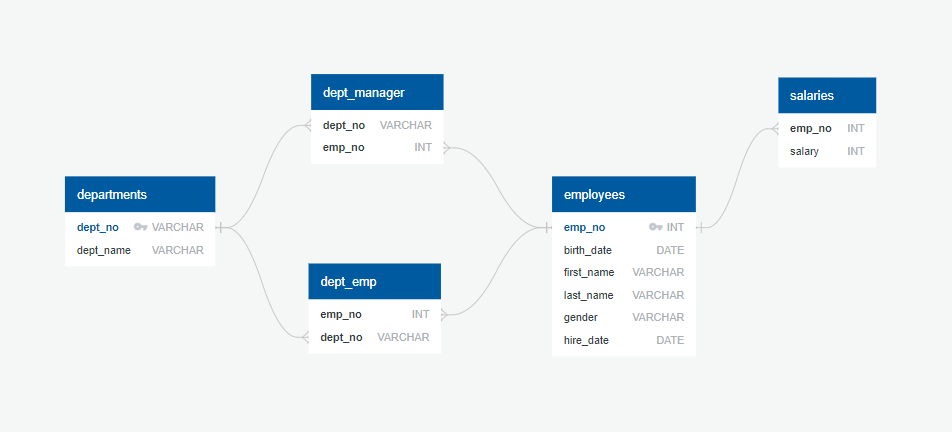 dept_manager
dept_no VARCHAR
emp_no INT
salaries
emp_no INT
salary INT
departments
dept_no VARCHAR
dept_name VARCHAR
employees
emp_no INT
birth_date DATE
first_name VARCHAR
last_name VARCHAR
gender VARCHAR
hire_date DATE
dept_emp
emp_no INT
dept_no VARCHAR